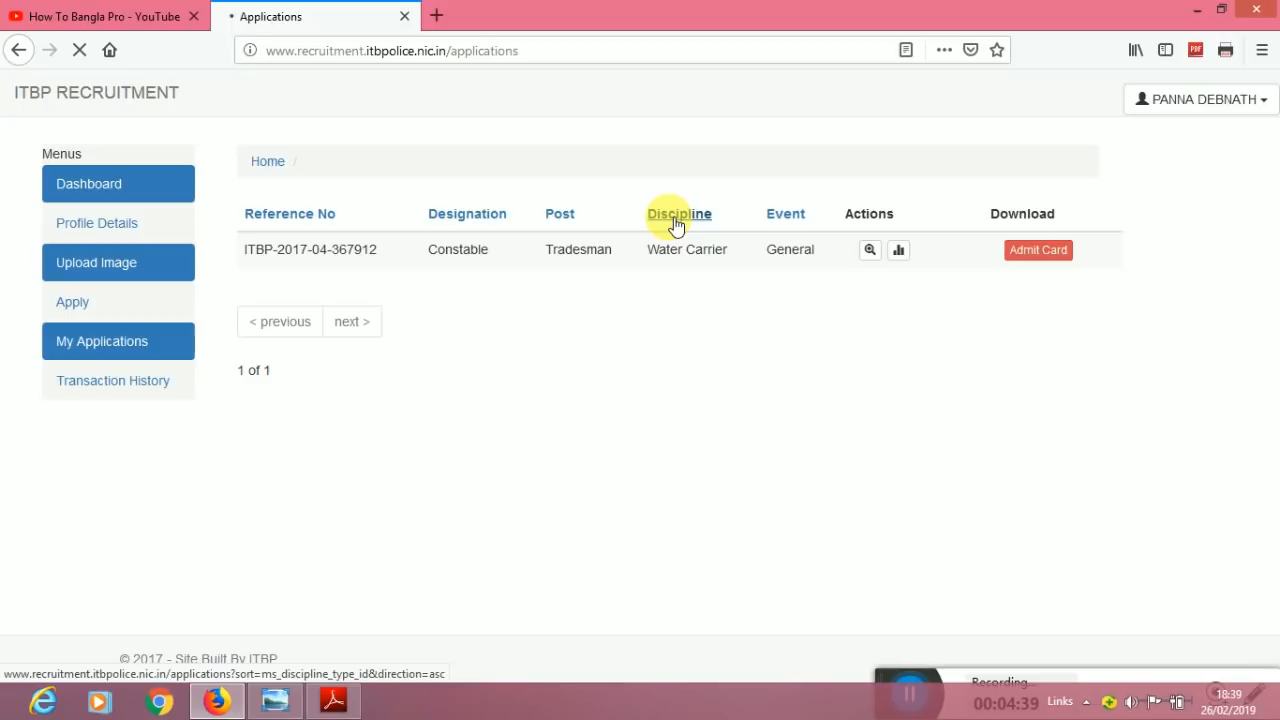 How To Bangla Pro - YouTube
Applications
www.recruitment.itbpolice.nic.in/applications
PDF
ITBP RECRUITMENT
PANNA DEBNATH
Menus
Home /
Dashboard
Profile Details
Upload Image
Apply
My Applications
Transaction History
Reference No Designation Post Discipline Event Actions Download
ITBP-2017-04-367912 Constable Tradesman Water Carrier General Admit Card
< previous next >
1 of 1
© 2017 - Site Built By ITBP
www.recruitment.itbpolice.nic.in/applications?sort=ms_discipline_type_id&direction=asc
Recording...
00:04:39
Links
18:39
26/02/2019